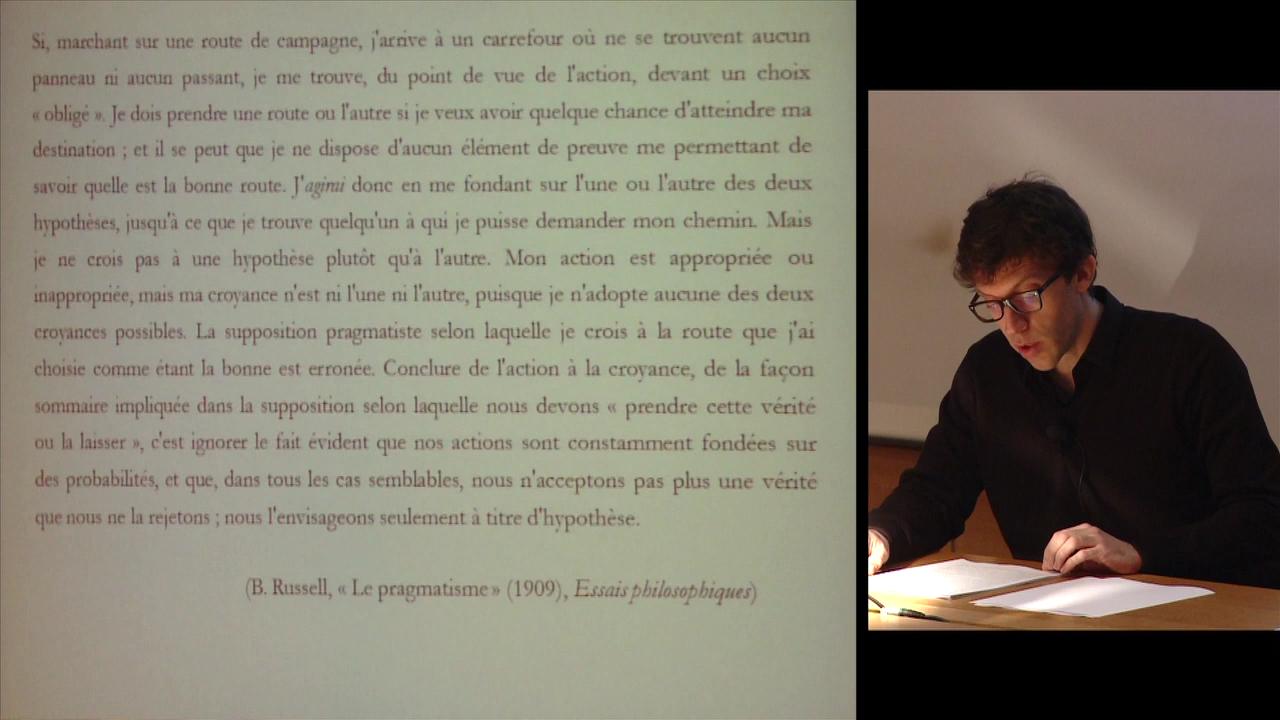 Si, marchant sur une route de campagne, j'arrive à un carrefour où ne se trouvent aucun
panneau ni aucun passant, je me trouve, du point de vue de l'action, devant un choix
« obligé ». Je dois prendre une route ou l'autre si je veux avoir quelque chance d'atteindre ma
destination ; et il se peut que je ne dispose d'aucun élément de preuve me permettant de
savoir quelle est la bonne route. J'agirai donc en me fondant sur l'une ou l'autre des deux
hypothèses, jusqu'à ce que je trouve quelqu'un à qui je puisse demander mon chemin. Mais
je ne crois pas à une hypothèse plutôt qu'à l'autre. Mon action est appropriée ou
inappropriée, mais ma croyance n'est ni l'une ni l'autre, puisque je n'adopte aucune des deux
croyances possibles. La supposition pragmatiste selon laquelle je crois à la route que j'ai
choisie comme étant la bonne est erronée. Conclure de l'action à la croyance, de la façon
sommaire impliquée dans la supposition selon laquelle nous devons « prendre cette vérité
ou la laisser », c'est ignorer le fait évident que nos actions sont constamment fondées sur
des probabilités, et que, dans tous les cas semblables, nous n'acceptons pas plus une vérité
que nous ne la rejetons ; nous l'envisageons seulement à titre d'hypothèse.
(B. Russell, « Le pragmatisme » (1909), Essais philosophiques)